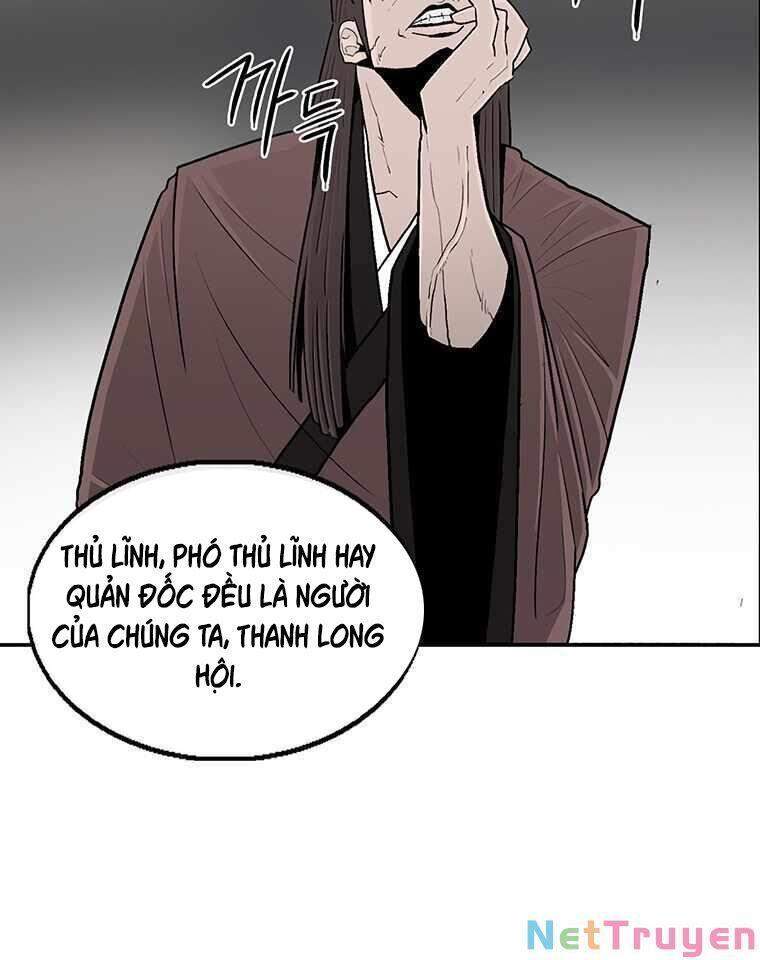 까득
THỦ LĨNH, PHÓ THỦ LĨNH HAY
QUẢN ĐỐC ĐỀU LÀ NGƯỜI
CỦA CHÚNG TA, THANH LONG
HỘI.
NetTruyen